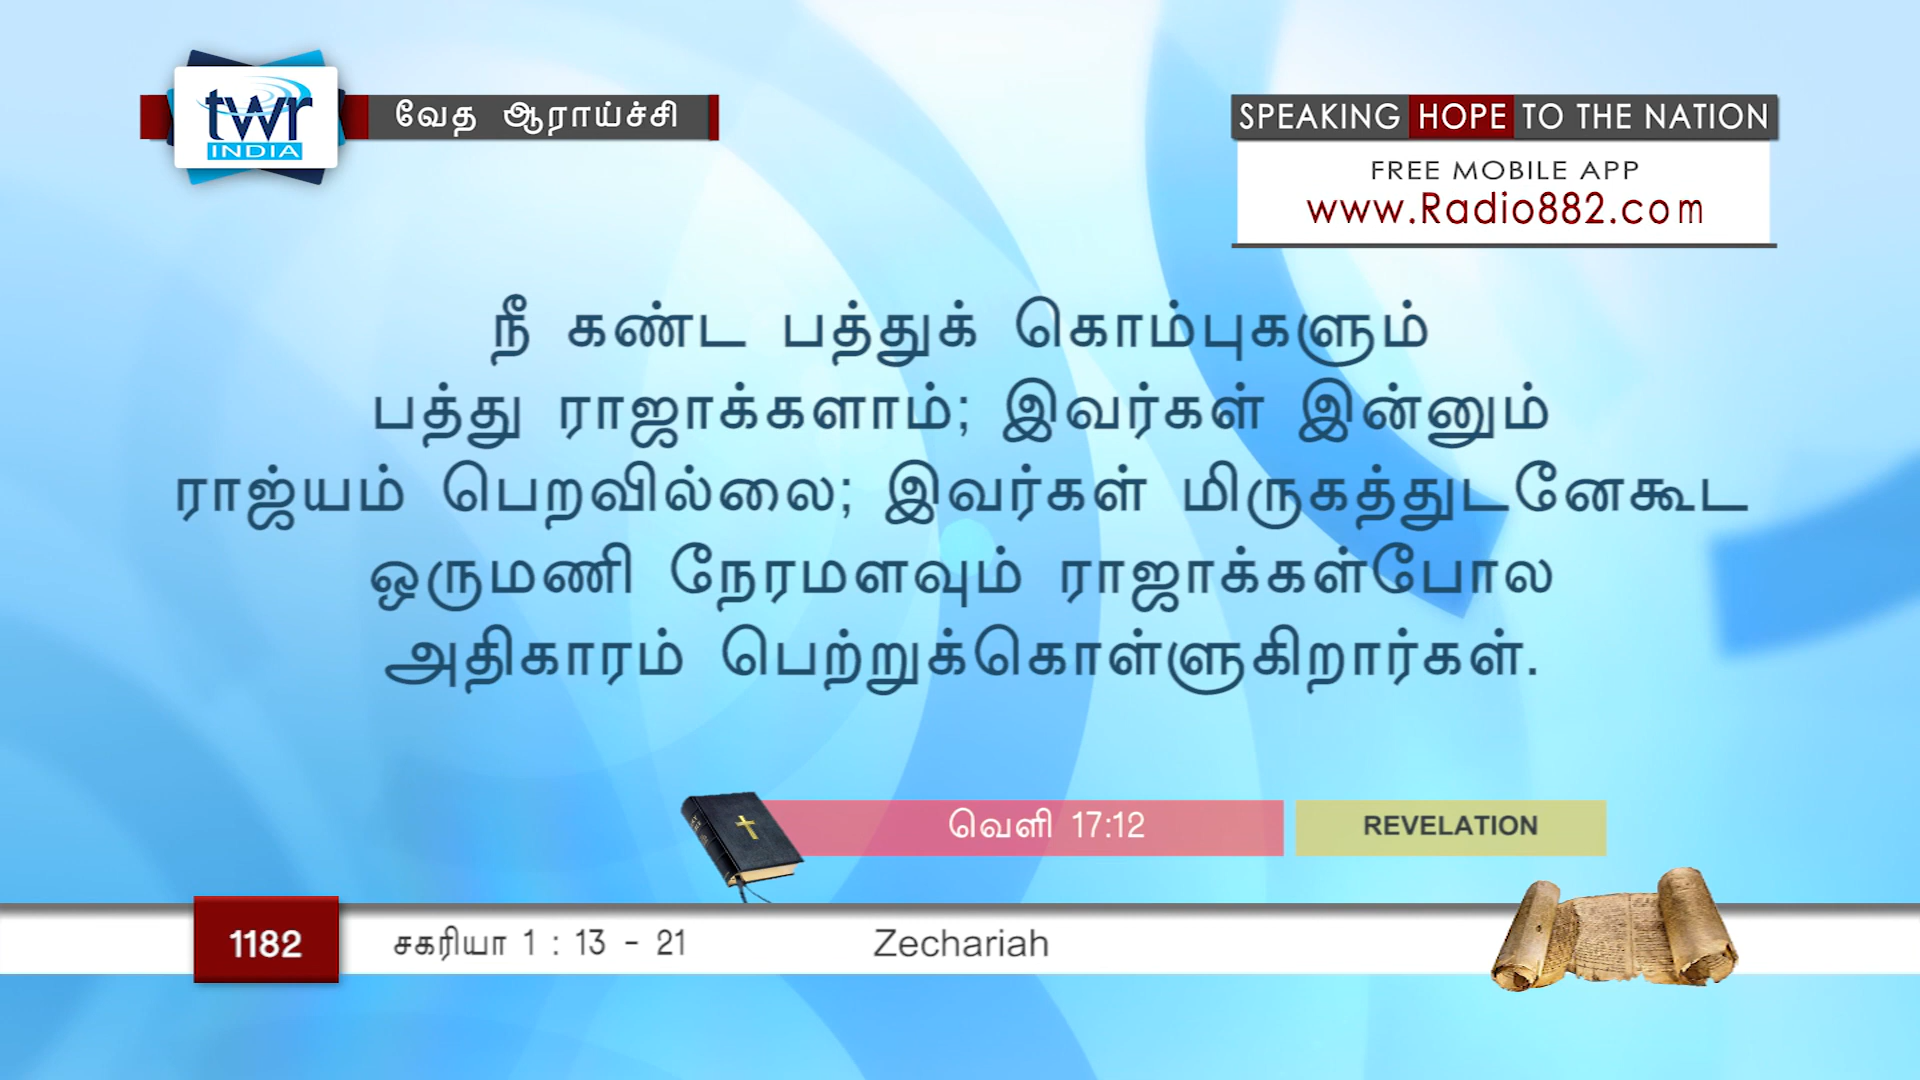 twr
INDIA
வேத ஆராய்ச்சி
SPEAKING HOPE TO THE NATION
FREE MOBILE APP
www.Radio882.com
நீ கண்ட பத்துக் கொம்புகளும்
பத்து ராஜாக்களாம்; இவர்கள் இன்னும்
ராஜ்யம் பெறவில்லை; இவர்கள் மிருகத்துடனேகூட
ஒருமணி நேரமளவும் ராஜாக்கள்போல
அதிகாரம் பெற்றுக்கொள்ளுகிறார்கள்.
வெளி 17:12
REVELATION
1182
சகரியா 1 : 13 - 21
Zechariah